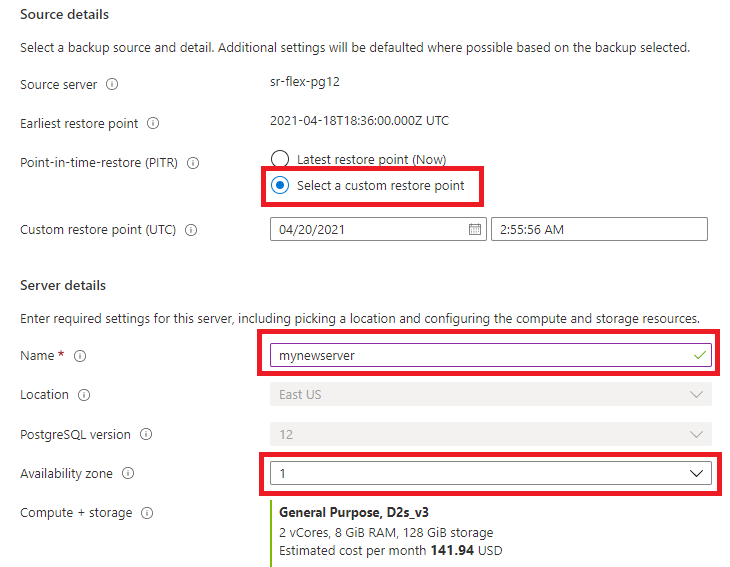 Source details
Select a backup source and detail. Additional settings will be defaulted where possible based on the backup selected.
Source server sr-flex-pg12
Earliest restore point 2021-04-18T18:36:00.000Z UTC
Point-in-time-restore (PITR) Latest restore point (Now)
Select a custom restore point
Custom restore point (UTC) 04/20/2021 2:55:56 AM
Server details
Enter required settings for this server, including picking a location and configuring the compute and storage resources.
Name * mynewserver
Location East US
PostgreSQL version 12
Availability zone 1
Compute + storage General Purpose, D2s_v3
2 vCores, 8 GiB RAM, 128 GiB storage
Estimated cost per month 141.94 USD